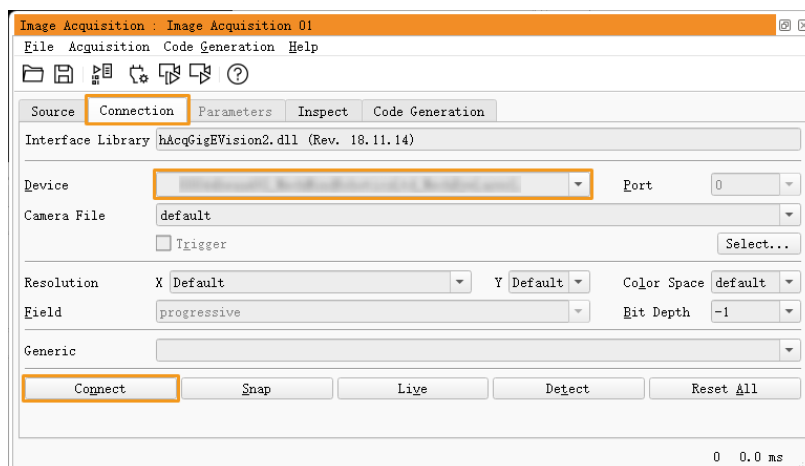 Image Acquisition : Image Acquisition 01
File Acquisition Code Generation Help
Source Connection Parameters Inspect Code Generation
Interface Library hAcqGigEVision2.dll (Rev. 18.11.14)
Device Port 0
Camera File default
Trigger Select...
Resolution X Default Y Default Color Space default
Field progressive Bit Depth -1
Generic
Connect Snap Live Detect Reset All
0 0.0 ms